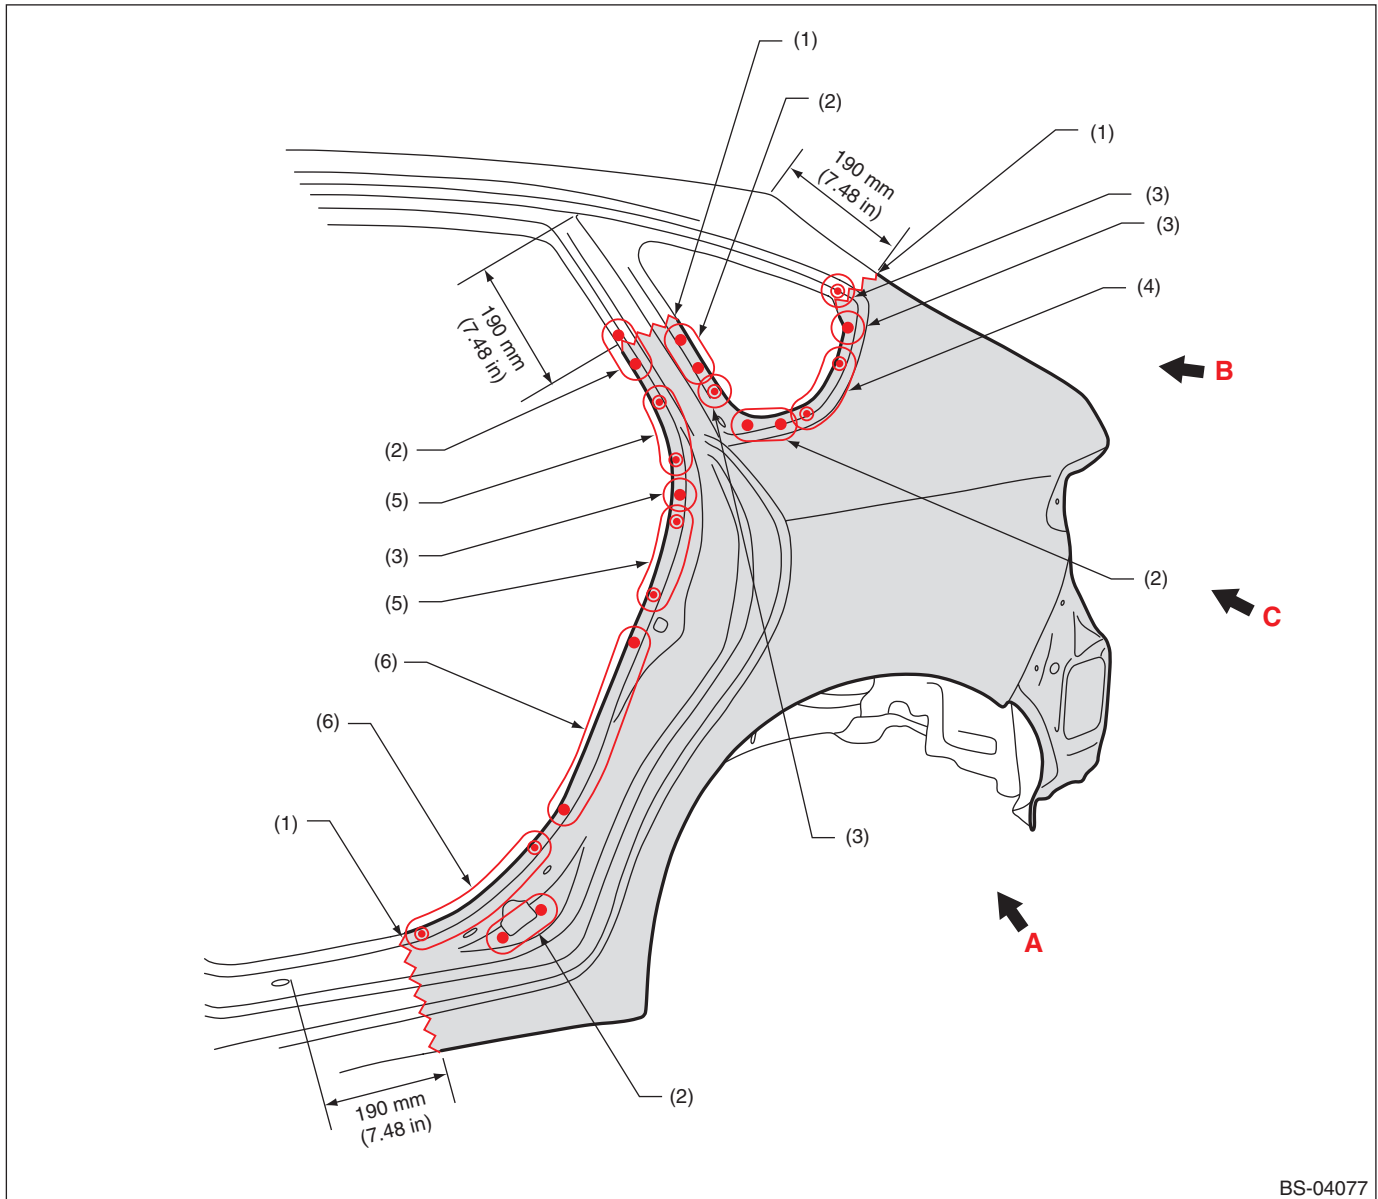 (1)
(2)
(1)
190 mm
(7.48 in)
(3)
(3)
(4)
190 mm
(7.48 in)
B
(2)
(5)
(3)
(2)
(5)
C
(6)
(6)
(1)
(3)
A
(2)
190 mm
(7.48 in)
BS-04077